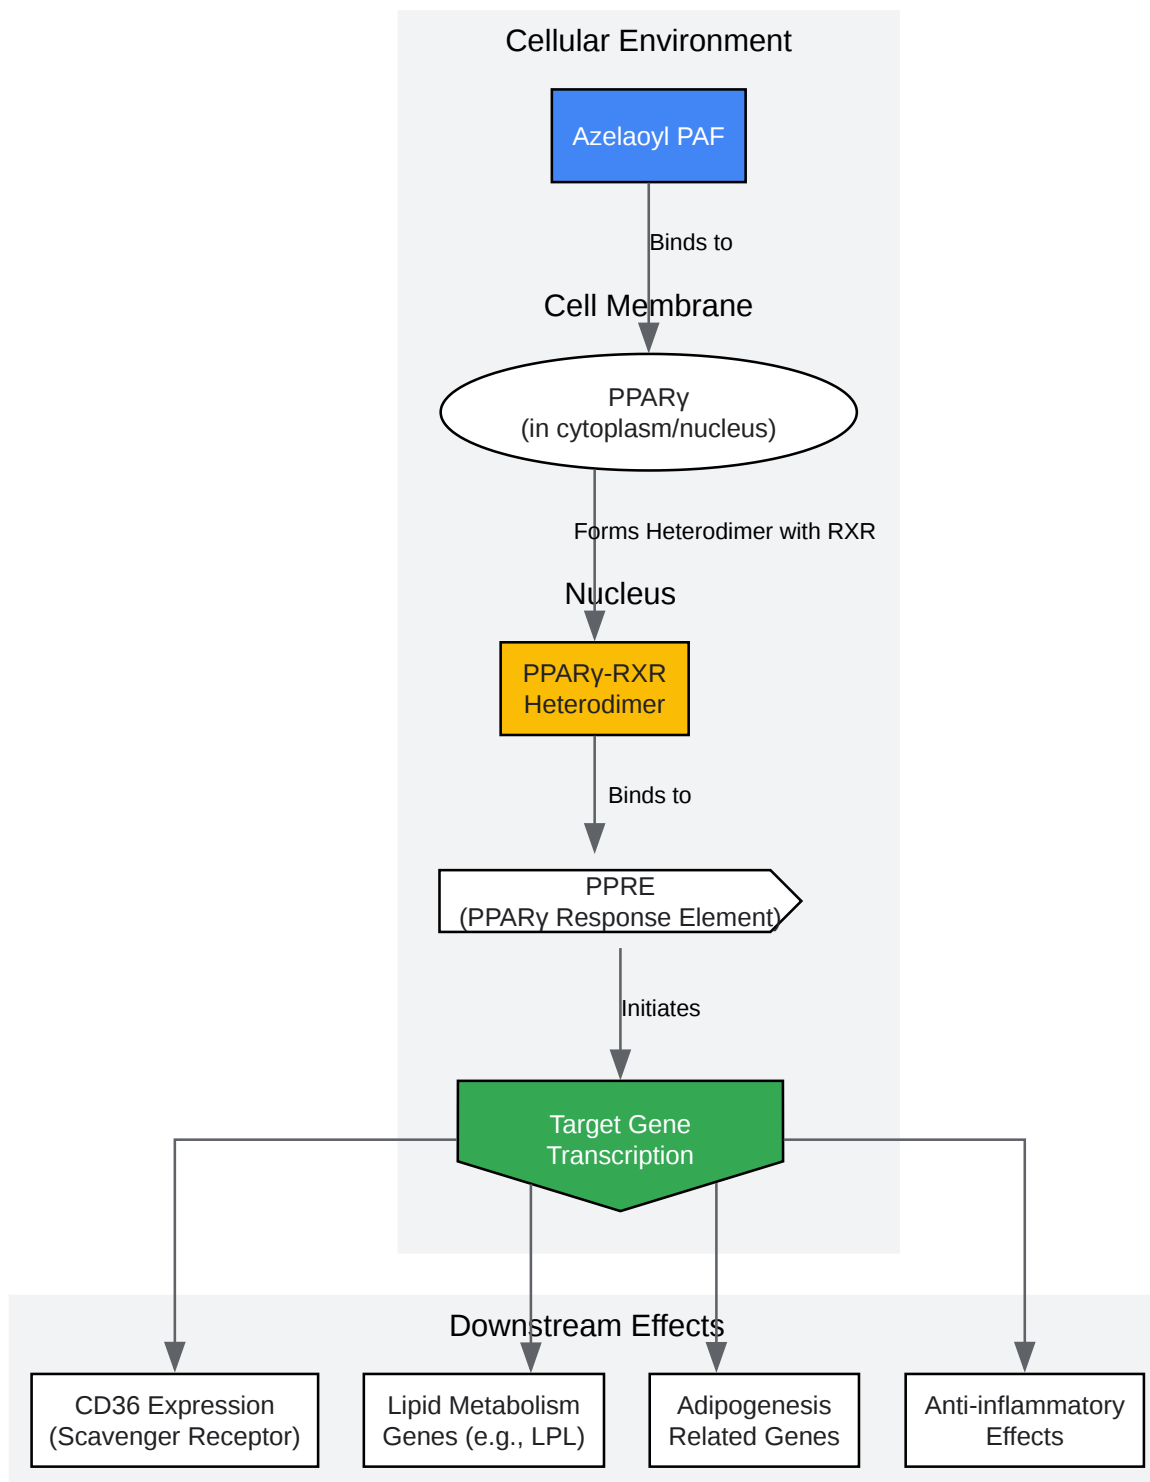 Cellular Environment
Azelaoyl PAF
Binds to
Cell Membrane
PPARγ
(in cytoplasm/nucleus)
Forms Heterodimer with RXR
Nucleus
PPARγ-RXR
Heterodimer
Binds to
PPRE
(PPARγ Response Element)
Initiates
Target Gene
Transcription
Downstream Effects
CD36 Expression
(Scavenger Receptor)
Lipid Metabolism
Genes (e.g., LPL)
Adipogenesis
Related Genes
Anti-inflammatory
Effects